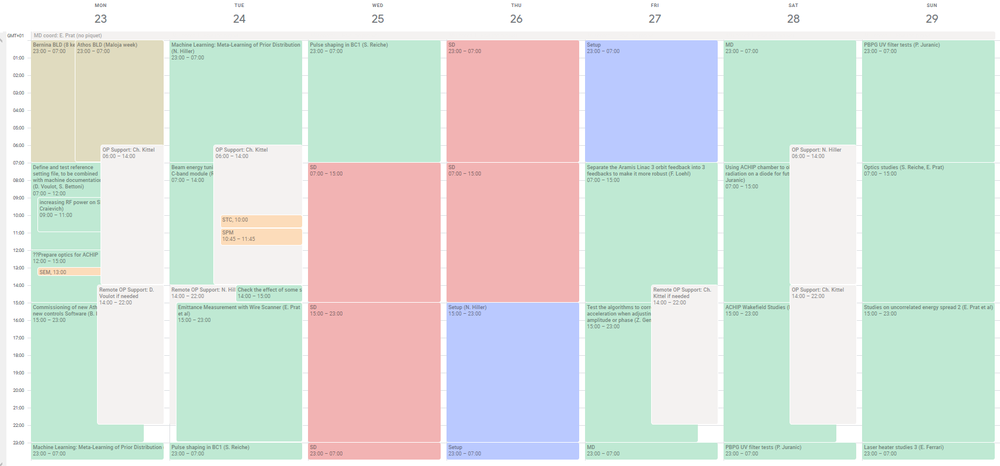 MON
23
TUE
24
WED
25
THU
26
FRI
27
SAT
28
SUN
29
GMT+01
MD coord: E. Prat (no piquet)
01:00
02:00
03:00
04:00
05:00
06:00
07:00
08:00
09:00
10:00
11:00
12:00
13:00
14:00
15:00
16:00
17:00
18:00
19:00
20:00
21:00
22:00
23:00
Bernina BLD (8 ke
23:00 – 07:00
Athos BLD (Maloja week)
23:00 – 07:00
OP Support: Ch. Kittel
06:00 – 14:00
Define and test reference
setting file, to be combined
with machine documentation
(D. Voulot, S. Bettoni)
07:00 – 12:00
increasing RF power on S
Craievich)
09:00 – 11:00
??Prepare optics for ACHIP
12:00 – 15:00
SEM, 13:00
Remote OP Support: D.
Voulot if needed
14:00 – 22:00
Commissioning of new Ath
new controls Software (B.
15:00 – 23:00
Machine Learning: Meta-Learning of Prior Distribution
23:00 – 07:00
Machine Learning: Meta-Learning of Prior Distribution
(N. Hiller)
23:00 – 07:00
OP Support: Ch. Kittel
06:00 – 14:00
Beam energy tuni
C-band module (F
07:00 – 14:00
STC, 10:00
SPM
10:45 – 11:45
Remote OP Support: N. Hill
14:00 – 22:00
Check the effect of some s
14:00 – 15:00
Emittance Measurement with Wire Scanner (E. Prat
et al)
15:00 – 23:00
Pulse shaping in BC1 (S. Reiche)
23:00 – 07:00
Pulse shaping in BC1 (S. Reiche)
23:00 – 07:00
SD
07:00 – 15:00
SD
15:00 – 23:00
SD
23:00 – 07:00
SD
23:00 – 07:00
SD
07:00 – 15:00
Setup (N. Hiller)
15:00 – 23:00
Setup
23:00 – 07:00
Setup
23:00 – 07:00
Separate the Aramis Linac 3 orbit feedback into 3
feedbacks to make it more robust (F. Loehl)
07:00 – 15:00
Remote OP Support: Ch.
Kittel if needed
14:00 – 22:00
Test the algorithms to corr
acceleration when adjustin
amplitude or phase (Z. Gen
15:00 – 23:00
MD
23:00 – 07:00
MD
23:00 – 07:00
OP Support: N. Hiller
06:00 – 14:00
Using ACHIP chamber to ob
radiation on a diode for futu
Juranic)
07:00 – 15:00
OP Support: Ch. Kittel
14:00 – 22:00
ACHIP Wakefield Studies (
15:00 – 23:00
PBPG UV filter tests (P. Juranic)
23:00 – 07:00
PBPG UV filter tests (P. Juranic)
23:00 – 07:00
Optics studies (S. Reiche, E. Prat)
07:00 – 15:00
Studies on uncorrelated energy spread 2 (E. Prat et al)
15:00 – 23:00
Laser heater studies 3 (E. Ferrari)
23:00 – 07:00